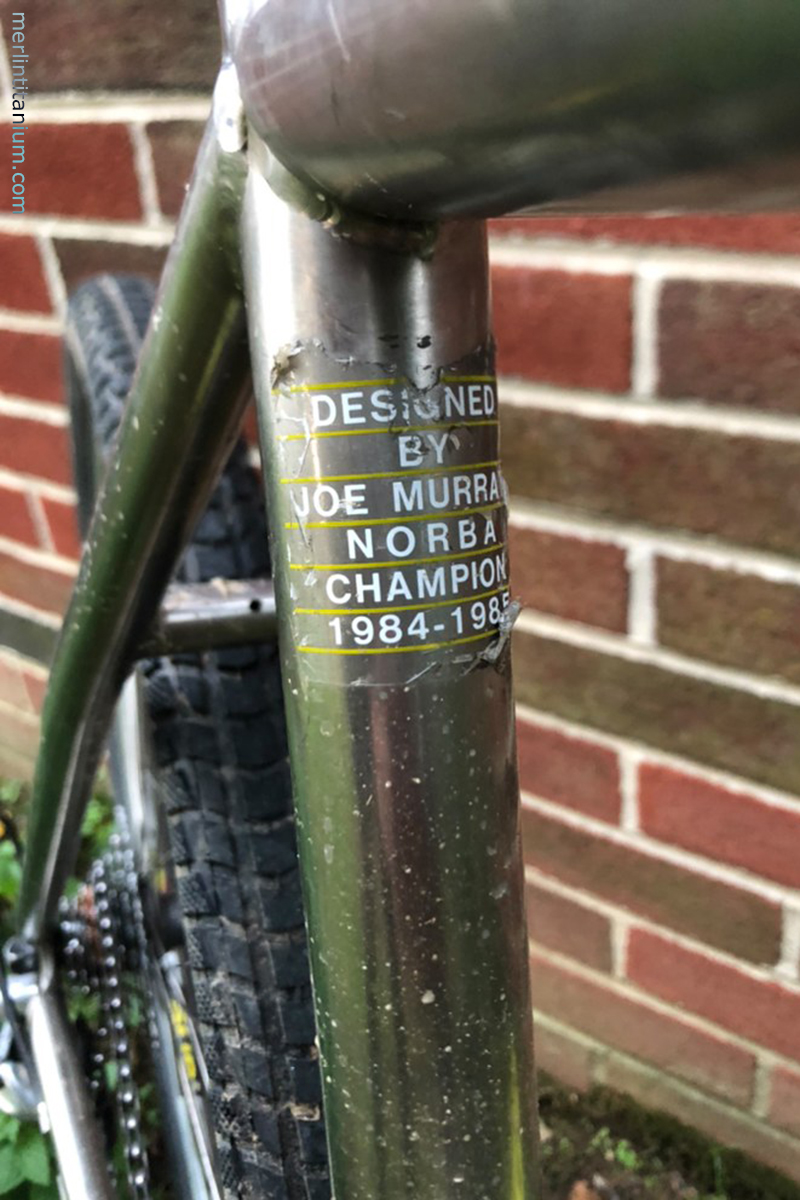 merlintitanium.com
DESIGNED
BY
JOE MURRA
NORBA
CHAMPION
1984-1985